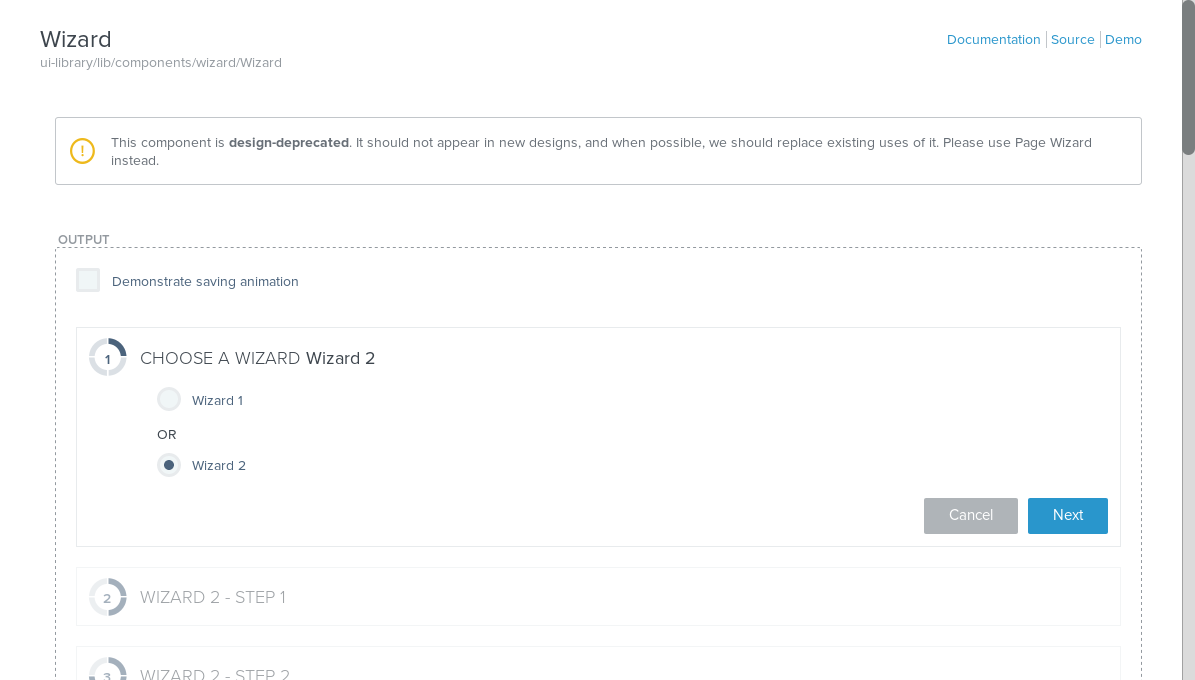 Wizard
Documentation Source Demo
ui-library/lib/components/wizard/Wizard
! This component is design-deprecated. It should not appear in new designs, and when possible, we should replace existing uses of it. Please use Page Wizard
instead.
OUTPUT
Demonstrate saving animation
1 CHOOSE A WIZARD Wizard 2
Wizard 1
OR
Wizard 2
Cancel Next
2 WIZARD 2 - STEP 1
3 WIZARD 2 - STEP 2